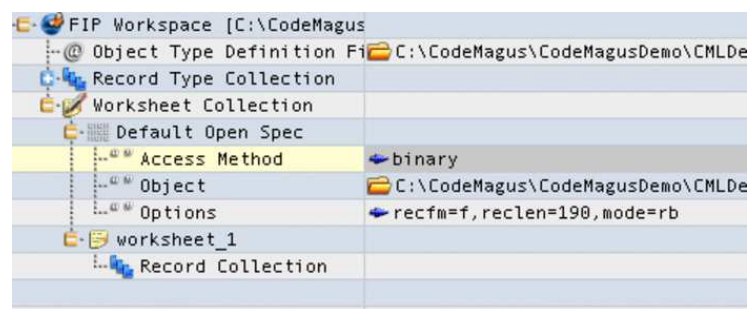 FIP Workspace [C:\CodeMagus
Object Type Definition Fi C:\CodeMagus\CodeMagusDemo\CMLDe
Record Type Collection
Worksheet Collection
Default Open Spec
Access Method binary
Object C:\CodeMagus\CodeMagusDemo\CMLDe
Options recfm=f,reclen=190,mode=rb
worksheet_1
Record Collection